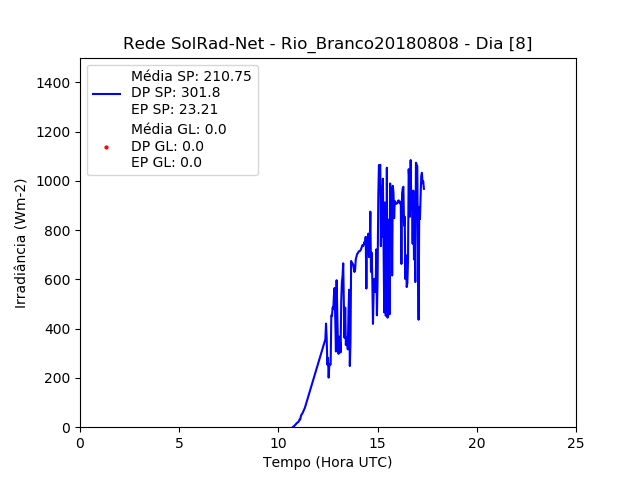 Rede SolRad-Net - Rio_Branco20180808 - Dia [8]
Média SP: 210.75
DP SP: 301.8
EP SP: 23.21
Média GL: 0.0
DP GL: 0.0
EP GL: 0.0
1400
1200
1000
800
600
400
200
0
Irradiância (Wm-2)
0 5 10 15 20 25
Tempo (Hora UTC)